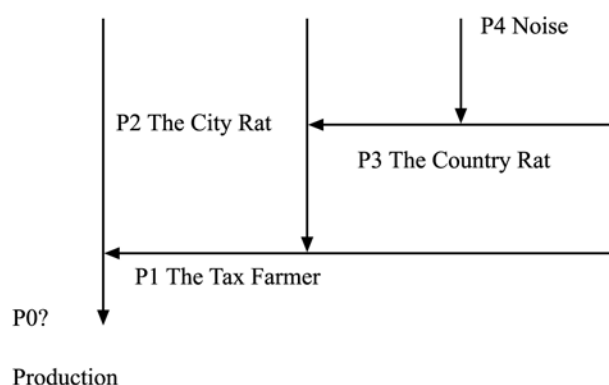 P4 Noise
P2 The City Rat
P3 The Country Rat
P1 The Tax Farmer
P0?
Production